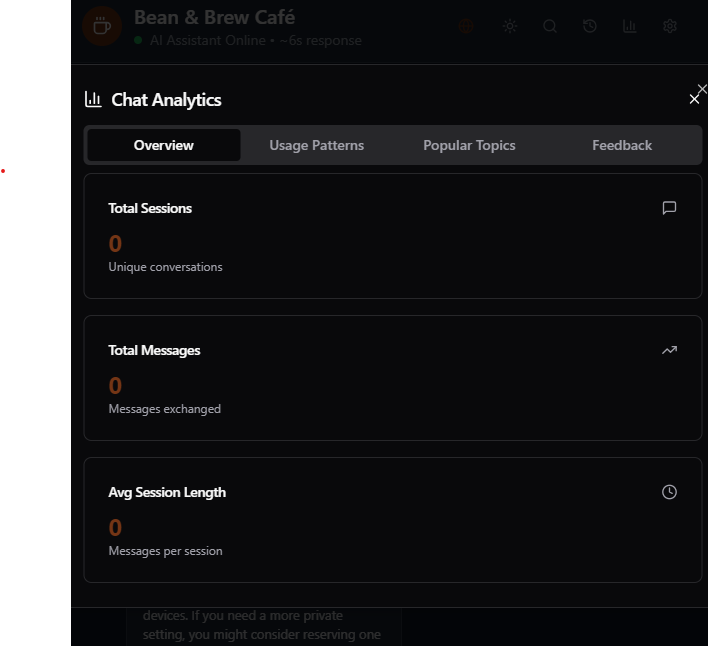 Bean & Brew Café
AI Assistant Online • ~6s response
Chat Analytics
Overview
Usage Patterns
Popular Topics
Feedback
Total Sessions
0
Unique conversations
Total Messages
0
Messages exchanged
Avg Session Length
0
Messages per session
devices. If you need a more private
setting, you might consider reserving one